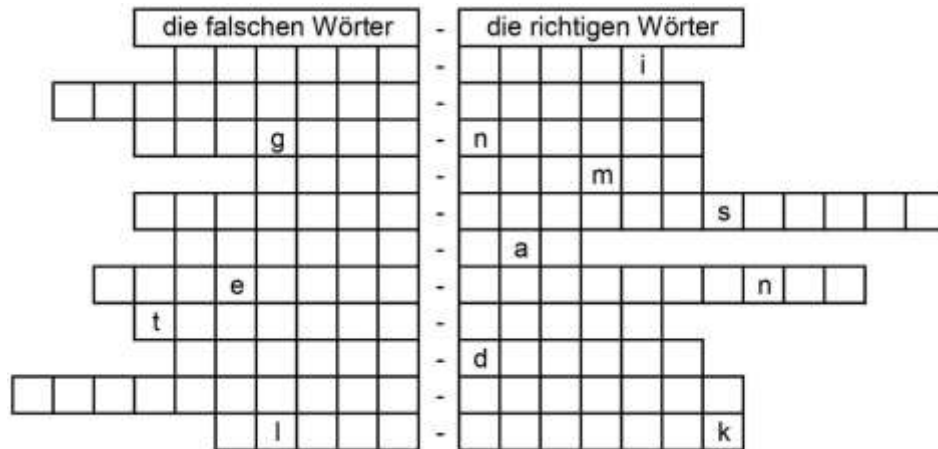 die falschen Wörter - die richtigen Wörter
- i
-
g - n
- m
- s
- a
e - n
t -
- d
-
l - k